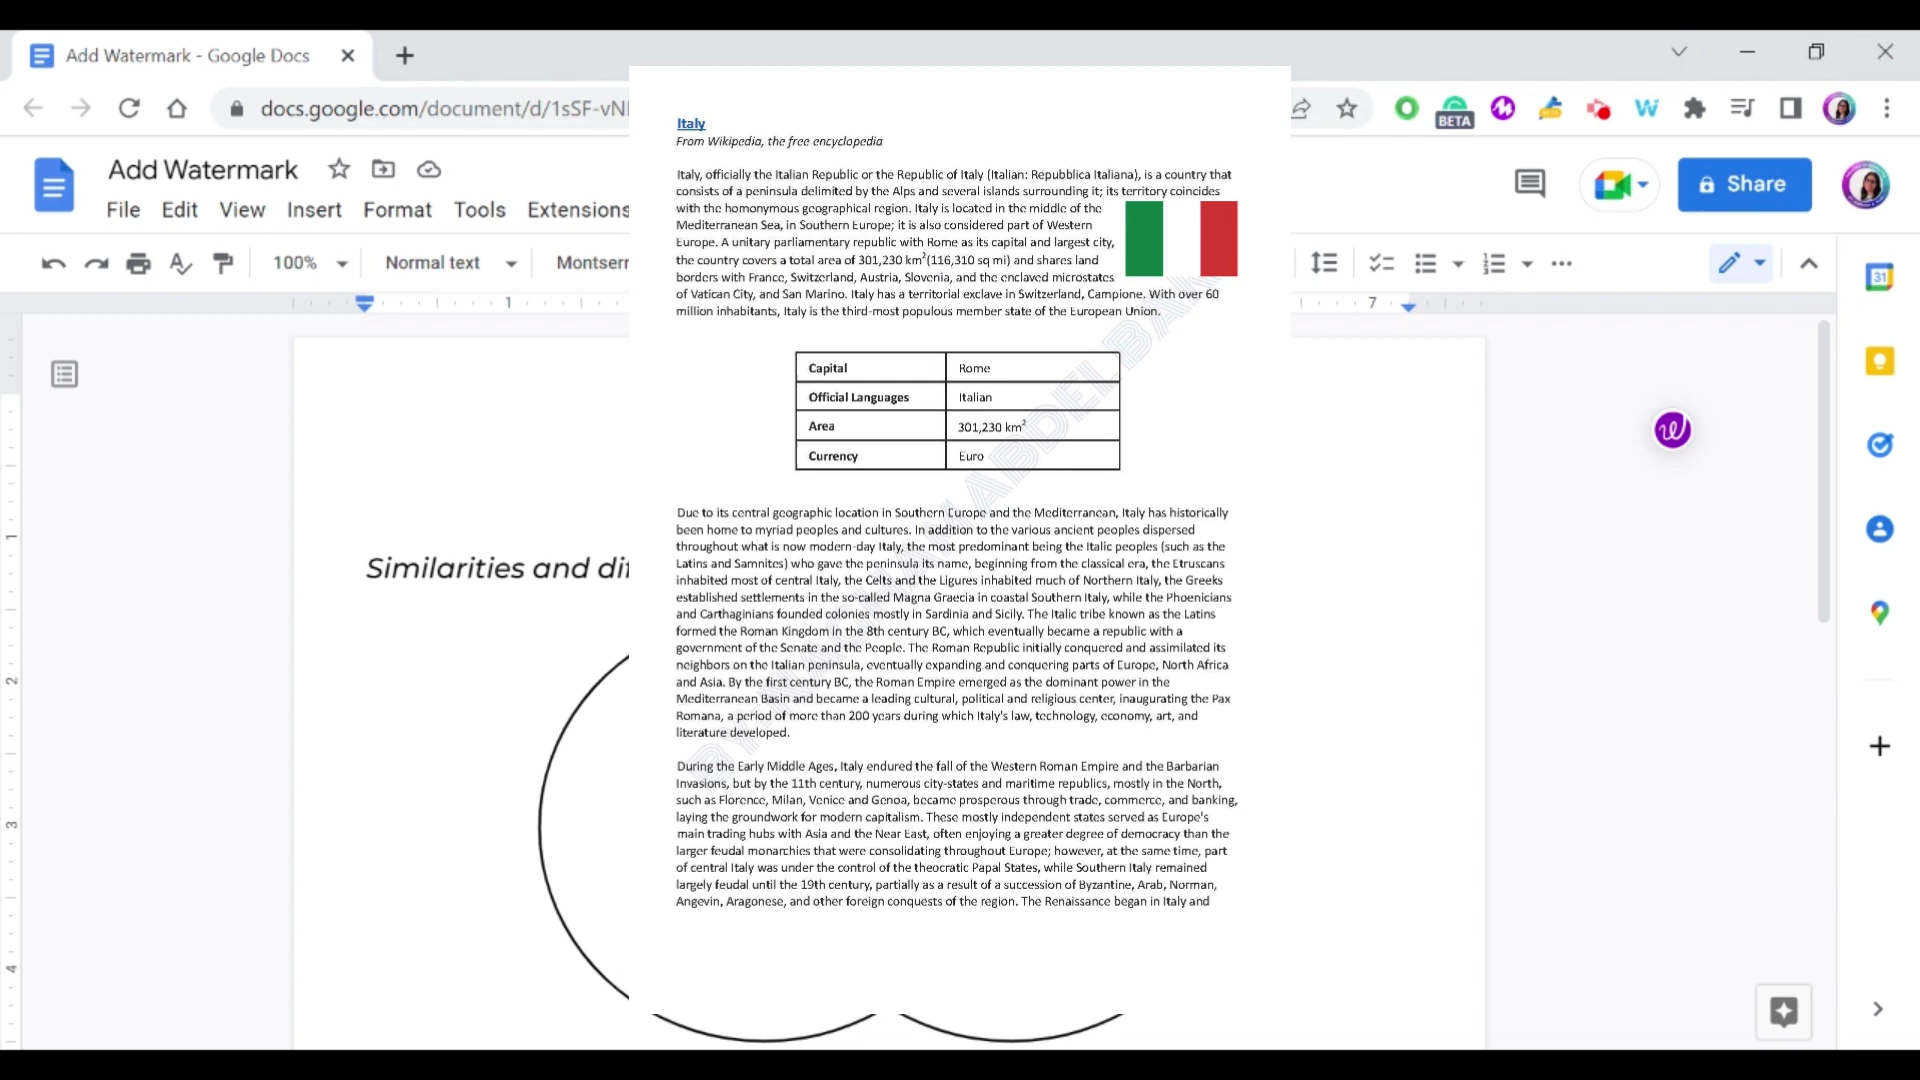 Add Watermark - Google Docs
docs.google.com/document/d/1sSF-vN
BETA
Add Watermark
Share
File Edit View Insert Format Tools Extensions
100% Normal text Montserr
31
1 7
Italy
From Wikipedia, the free encyclopedia
Italy, officially the Italian Republic or the Republic of Italy (Italian: Repubblica Italiana), is a country that
consists of a peninsula delimited by the Alps and several islands surrounding it; its territory coincides
with the homonymous geographical region. Italy is located in the middle of the
Mediterranean Sea, in Southern Europe; it is also considered part of Western
Europe. A unitary parliamentary republic with Rome as its capital and largest city,
the country covers a total area of 301,230 km²(116,310 sq mi) and shares land
borders with France, Switzerland, Austria, Slovenia, and the enclaved microstates
of Vatican City, and San Marino. Italy has a territorial exclave in Switzerland, Campione. With over 60
million inhabitants, Italy is the third-most populous member state of the European Union.
Capital Rome
Official Languages Italian
Area 301,230 km²
Currency Euro
Due to its central geographic location in Southern Europe and the Mediterranean, Italy has historically
been home to myriad peoples and cultures. In addition to the various ancient peoples dispersed
throughout what is now modern-day Italy, the most predominant being the Italic peoples (such as the
Latins and Samnites) who gave the peninsula its name, beginning from the classical era, the Etruscans
inhabited most of central Italy, the Celts and the Ligures inhabited much of Northern Italy, the Greeks
established settlements in the so-called Magna Graecia in coastal Southern Italy, while the Phoenicians
and Carthaginians founded colonies mostly in Sardinia and Sicily. The Italic tribe known as the Latins
formed the Roman Kingdom in the 8th century BC, which eventually became a republic with a
government of the Senate and the People. The Roman Republic initially conquered and assimilated its
neighbors on the Italian peninsula, eventually expanding and conquering parts of Europe, North Africa
and Asia. By the first century BC, the Roman Empire emerged as the dominant power in the
Mediterranean Basin and became a leading cultural, political and religious center, inaugurating the Pax
Romana, a period of more than 200 years during which Italy's law, technology, economy, art, and
literature developed.
During the Early Middle Ages, Italy endured the fall of the Western Roman Empire and the Barbarian
Invasions, but by the 11th century, numerous city-states and maritime republics, mostly in the North,
such as Florence, Milan, Venice and Genoa, became prosperous through trade, commerce, and banking,
laying the groundwork for modern capitalism. These mostly independent states served as Europe's
main trading hubs with Asia and the Near East, often enjoying a greater degree of democracy than the
larger feudal monarchies that were consolidating throughout Europe; however, at the same time, part
of central Italy was under the control of the theocratic Papal States, while Southern Italy remained
largely feudal until the 19th century, partially as a result of a succession of Byzantine, Arab, Norman,
Angevin, Aragonese, and other foreign conquests of the region. The Renaissance began in Italy and
Similarities and dif
1
2
3
4